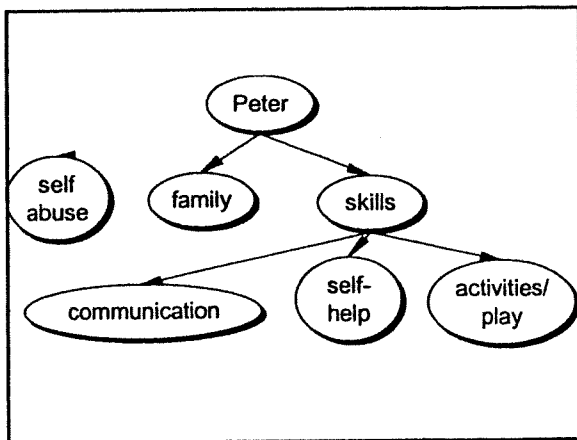 Peter
self
abuse
family
skills
communication
self-
help
activities/
play